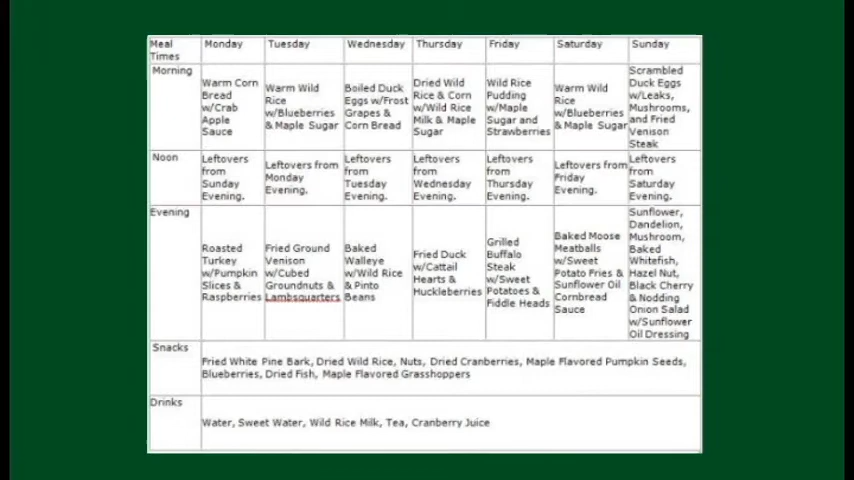 Meal Times Monday Tuesday Wednesday Thursday Friday Saturday Sunday
Morning
Warm Corn
Bread
w/Crab
Apple
Sauce
Warm Wild
Rice
w/Blueberries
& Maple Sugar
Boiled Duck
Eggs w/Frost
Grapes &
Corn Bread
Dried Wild
Rice & Corn
w/Wild Rice
Milk & Maple
Sugar
Wild Rice
Pudding
w/Maple
Sugar and
Strawberries
Warm Wild
Rice
w/Blueberries
& Maple Sugar
Scrambled
Duck Eggs
w/Leaks,
Mushrooms,
and Fried
Venison
Steak
Noon
Leftovers
from
Sunday
Evening.
Leftovers from
Monday
Evening.
Leftovers
from
Tuesday
Evening.
Leftovers
from
Wednesday
Evening.
Leftovers
from
Thursday
Evening.
Leftovers from
Friday
Evening.
Leftovers
from
Saturday
Evening.
Evening
Roasted
Turkey
w/Pumpkin
Slices &
Raspberries
Fried Ground
Venison
w/Cubed
Groundnuts &
Lambsquarters
Baked
Walleye
w/Wild Rice
& Pinto
Beans
Fried Duck
w/Cattail
Hearts &
Huckleberries
Grilled
Buffalo
Steak
w/Sweet
Potatoes &
Fiddle Heads
Baked Moose
Meatballs
w/Sweet
Potato Fries &
Sunflower Oil
Cornbread
Sauce
Sunflower,
Dandelion,
Mushroom,
Baked
Whitefish,
Hazel Nut,
Black Cherry
& Nodding
Onion Salad
w/Sunflower
Oil Dressing
Snacks
Fried White Pine Bark, Dried Wild Rice, Nuts, Dried Cranberries, Maple Flavored Pumpkin Seeds,
Blueberries, Dried Fish, Maple Flavored Grasshoppers
Drinks
Water, Sweet Water, Wild Rice Milk, Tea, Cranberry Juice